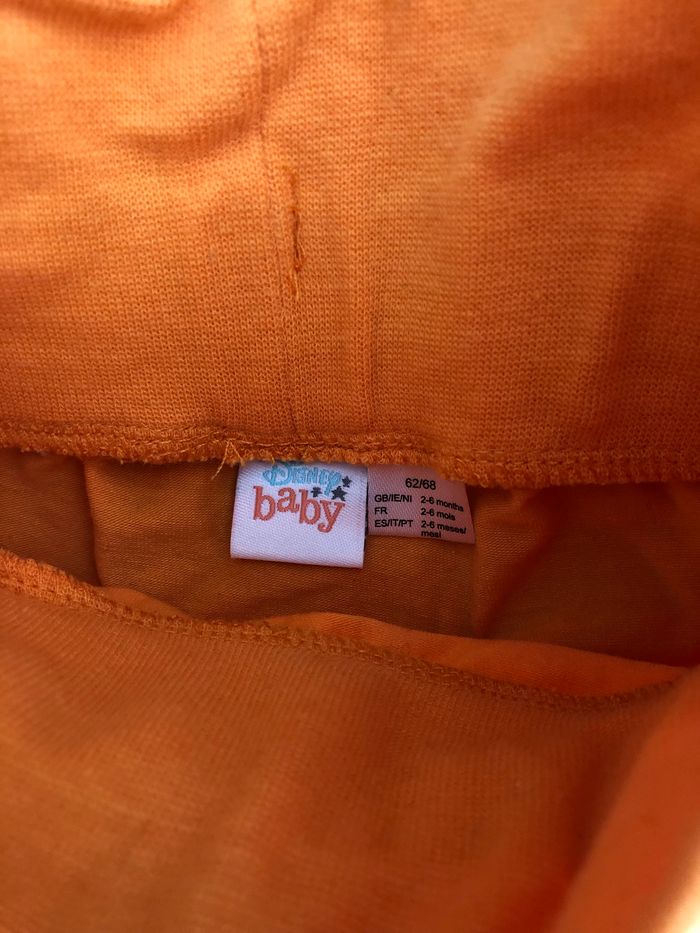 Disney
baby
62/68
GB/IE/NI 2-6 months
FR 2-6 mois
ES/IT/PT 2-6 meses/
mesi